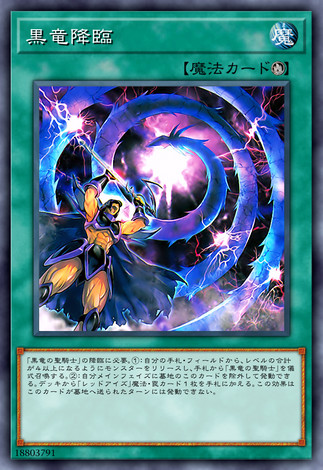 黒竜降臨
魔
【魔法カード】
「黒竜の聖騎士」の降臨に必要。①:自分の手札・フィールドから、レベルの合計
が4以上になるようにモンスターをリリースし、手札から「黒竜の聖騎士」を儀
式召喚する。②:自分メインフェイズに墓地のこのカードを除外して発動でき
る。デッキから「レッドアイズ」魔法・罠カード1枚を手札に加える。この効果は
このカードが墓地へ送られたターンには発動できない。
18803791